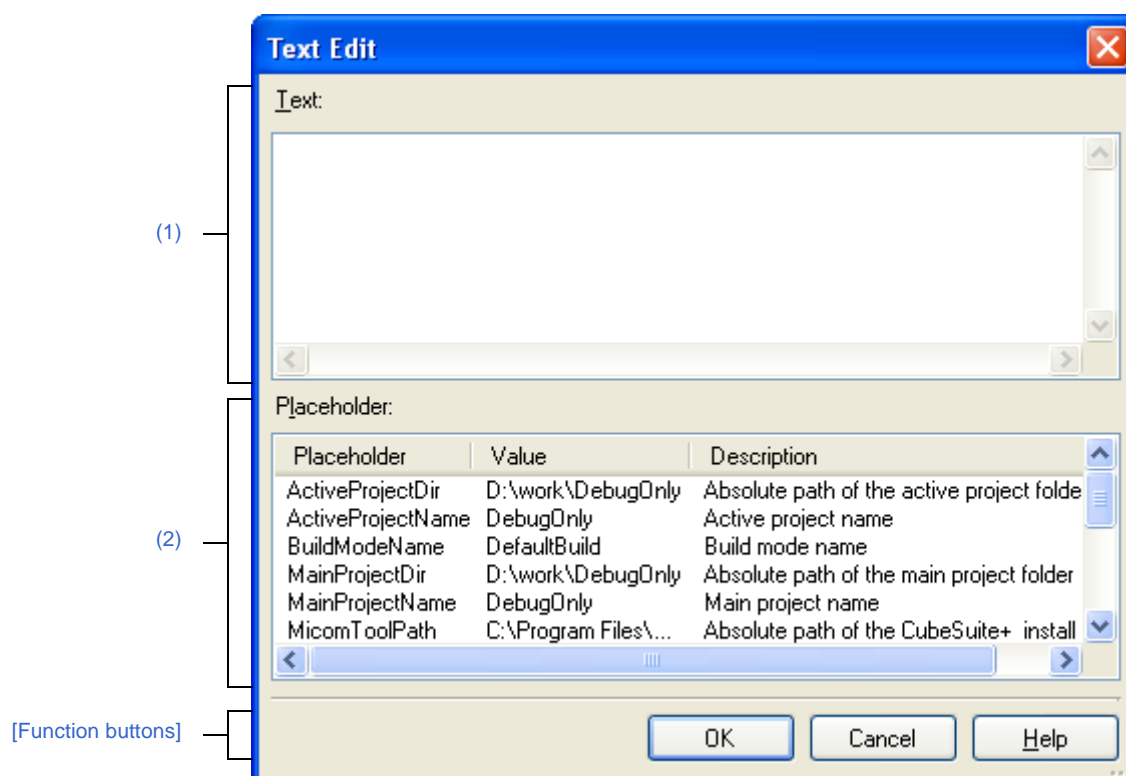 Text Edit
Text:
(1)
Placeholder:
Placeholder Value Description
ActiveProjectDir D:\work\DebugOnly Absolute path of the active project folde
ActiveProjectName DebugOnly Active project name
(2)
BuildModeName DefaultBuild Build mode name
MainProjectDir D:\work\DebugOnly Absolute path of the main project folder
MainProjectName DebugOnly Main project name
MicomToolPath C:\Program Files\... Absolute path of the CubeSuite+ install
[Function buttons]
OK Cancel Help